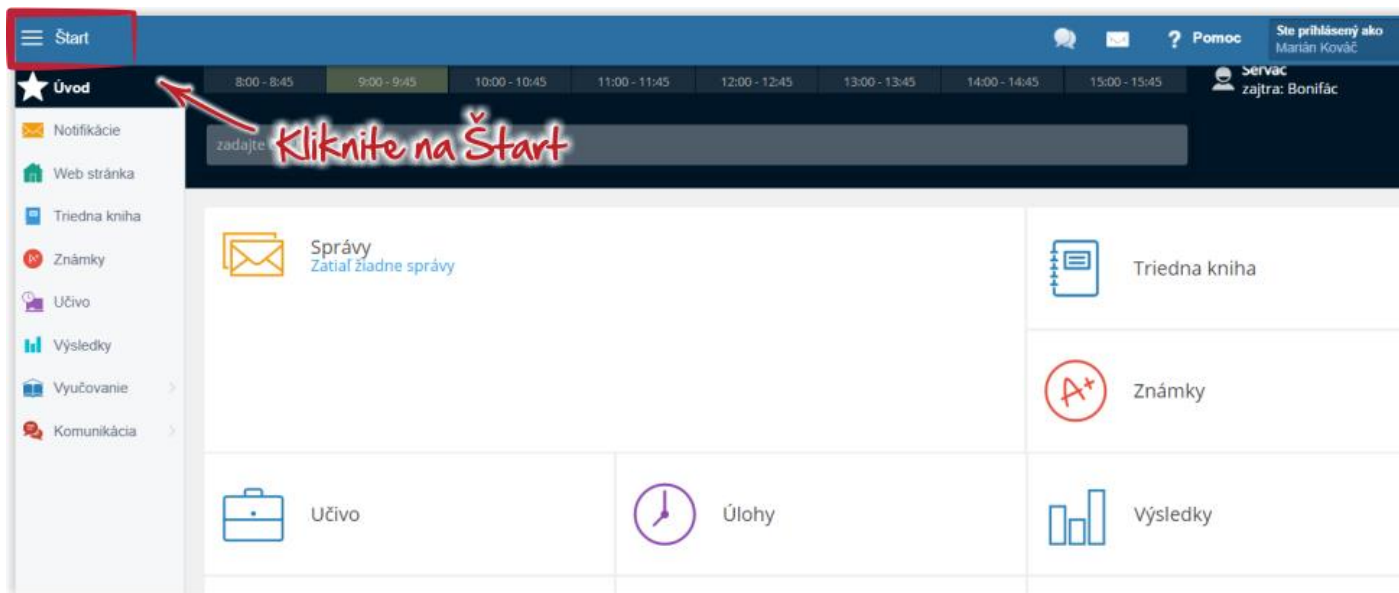 Štart
Pomoc
Ste prihlásený ako
Marián Kováč
Úvod
8:00 - 8:45
9:00 - 9:45
10:00 - 10:45
11:00 - 11:45
12:00 - 12:45
13:00 - 13:45
14:00 - 14:45
15:00 - 15:45
Servác
zajtra: Bonifác
Notifikácie
zadajte
Kliknite na Štart
Web stránka
Triedna kniha
Známky
Učivo
Výsledky
Vyučovanie
Komunikácia
Správy
Zatiaľ žiadne správy
Triedna kniha
A+
Známky
Učivo
Úlohy
Výsledky